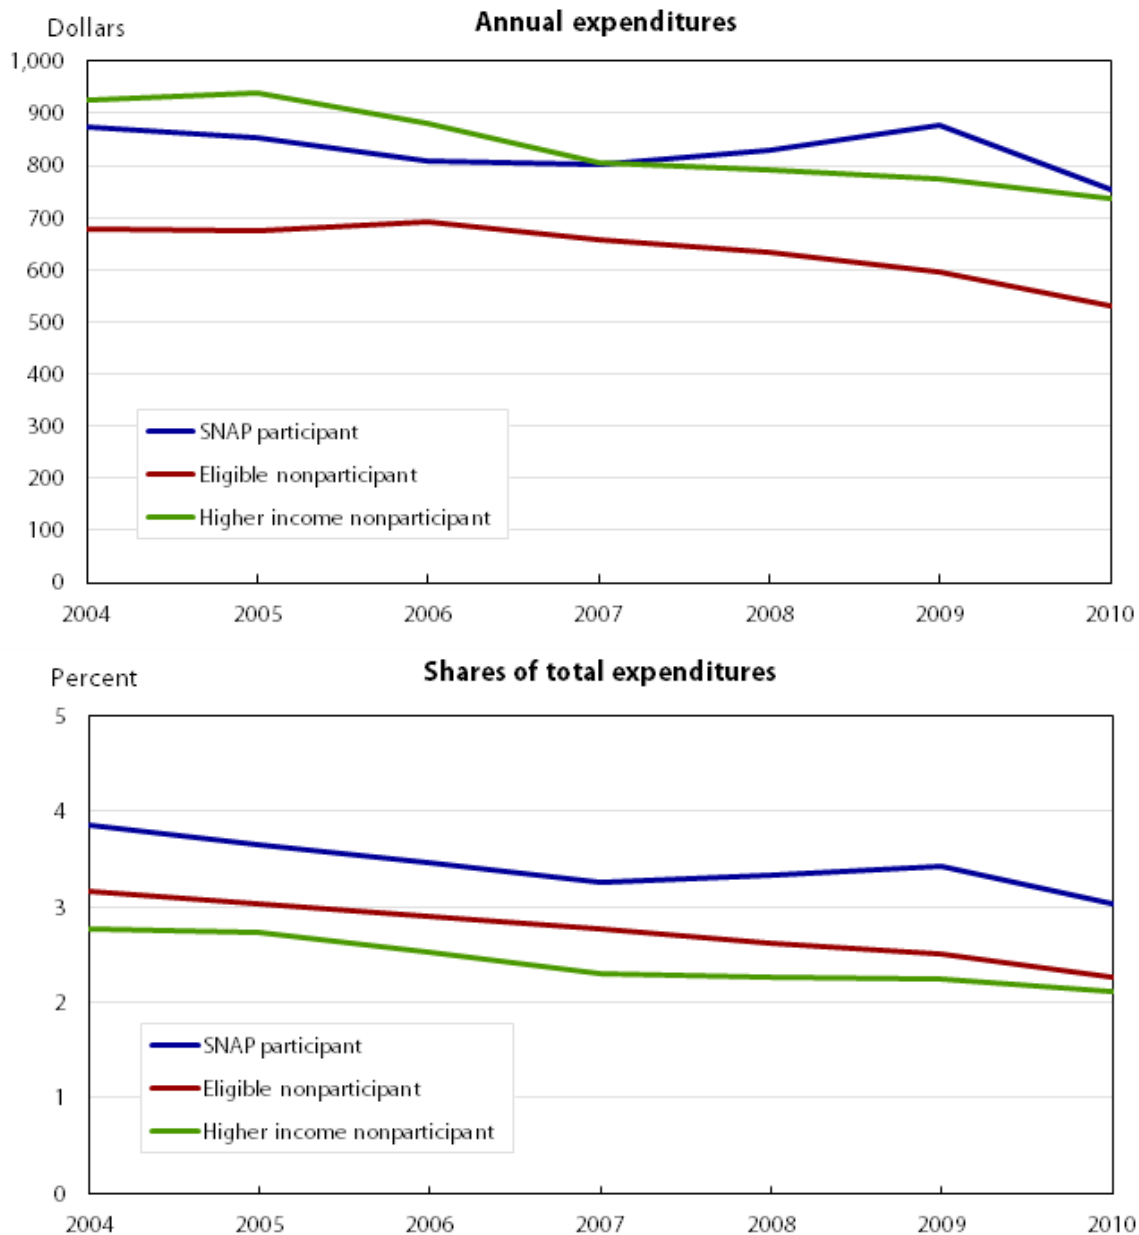 Annual expenditures
Dollars
1,000
900
800
700
600
500
400
300
200
100
0
SNAP participant
Eligible nonparticipant
Higher income nonparticipant
2004 2005 2006 2007 2008 2009 2010
Shares of total expenditures
Percent
5
4
3
2
1
0
SNAP participant
Eligible nonparticipant
Higher income nonparticipant
2004 2005 2006 2007 2008 2009 2010